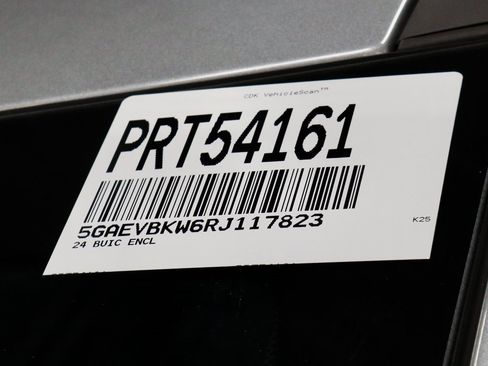 CDK VehicleScan™
PRT54161
5GAEVBKW6RJ117823
24 BUIC ENCL
K25